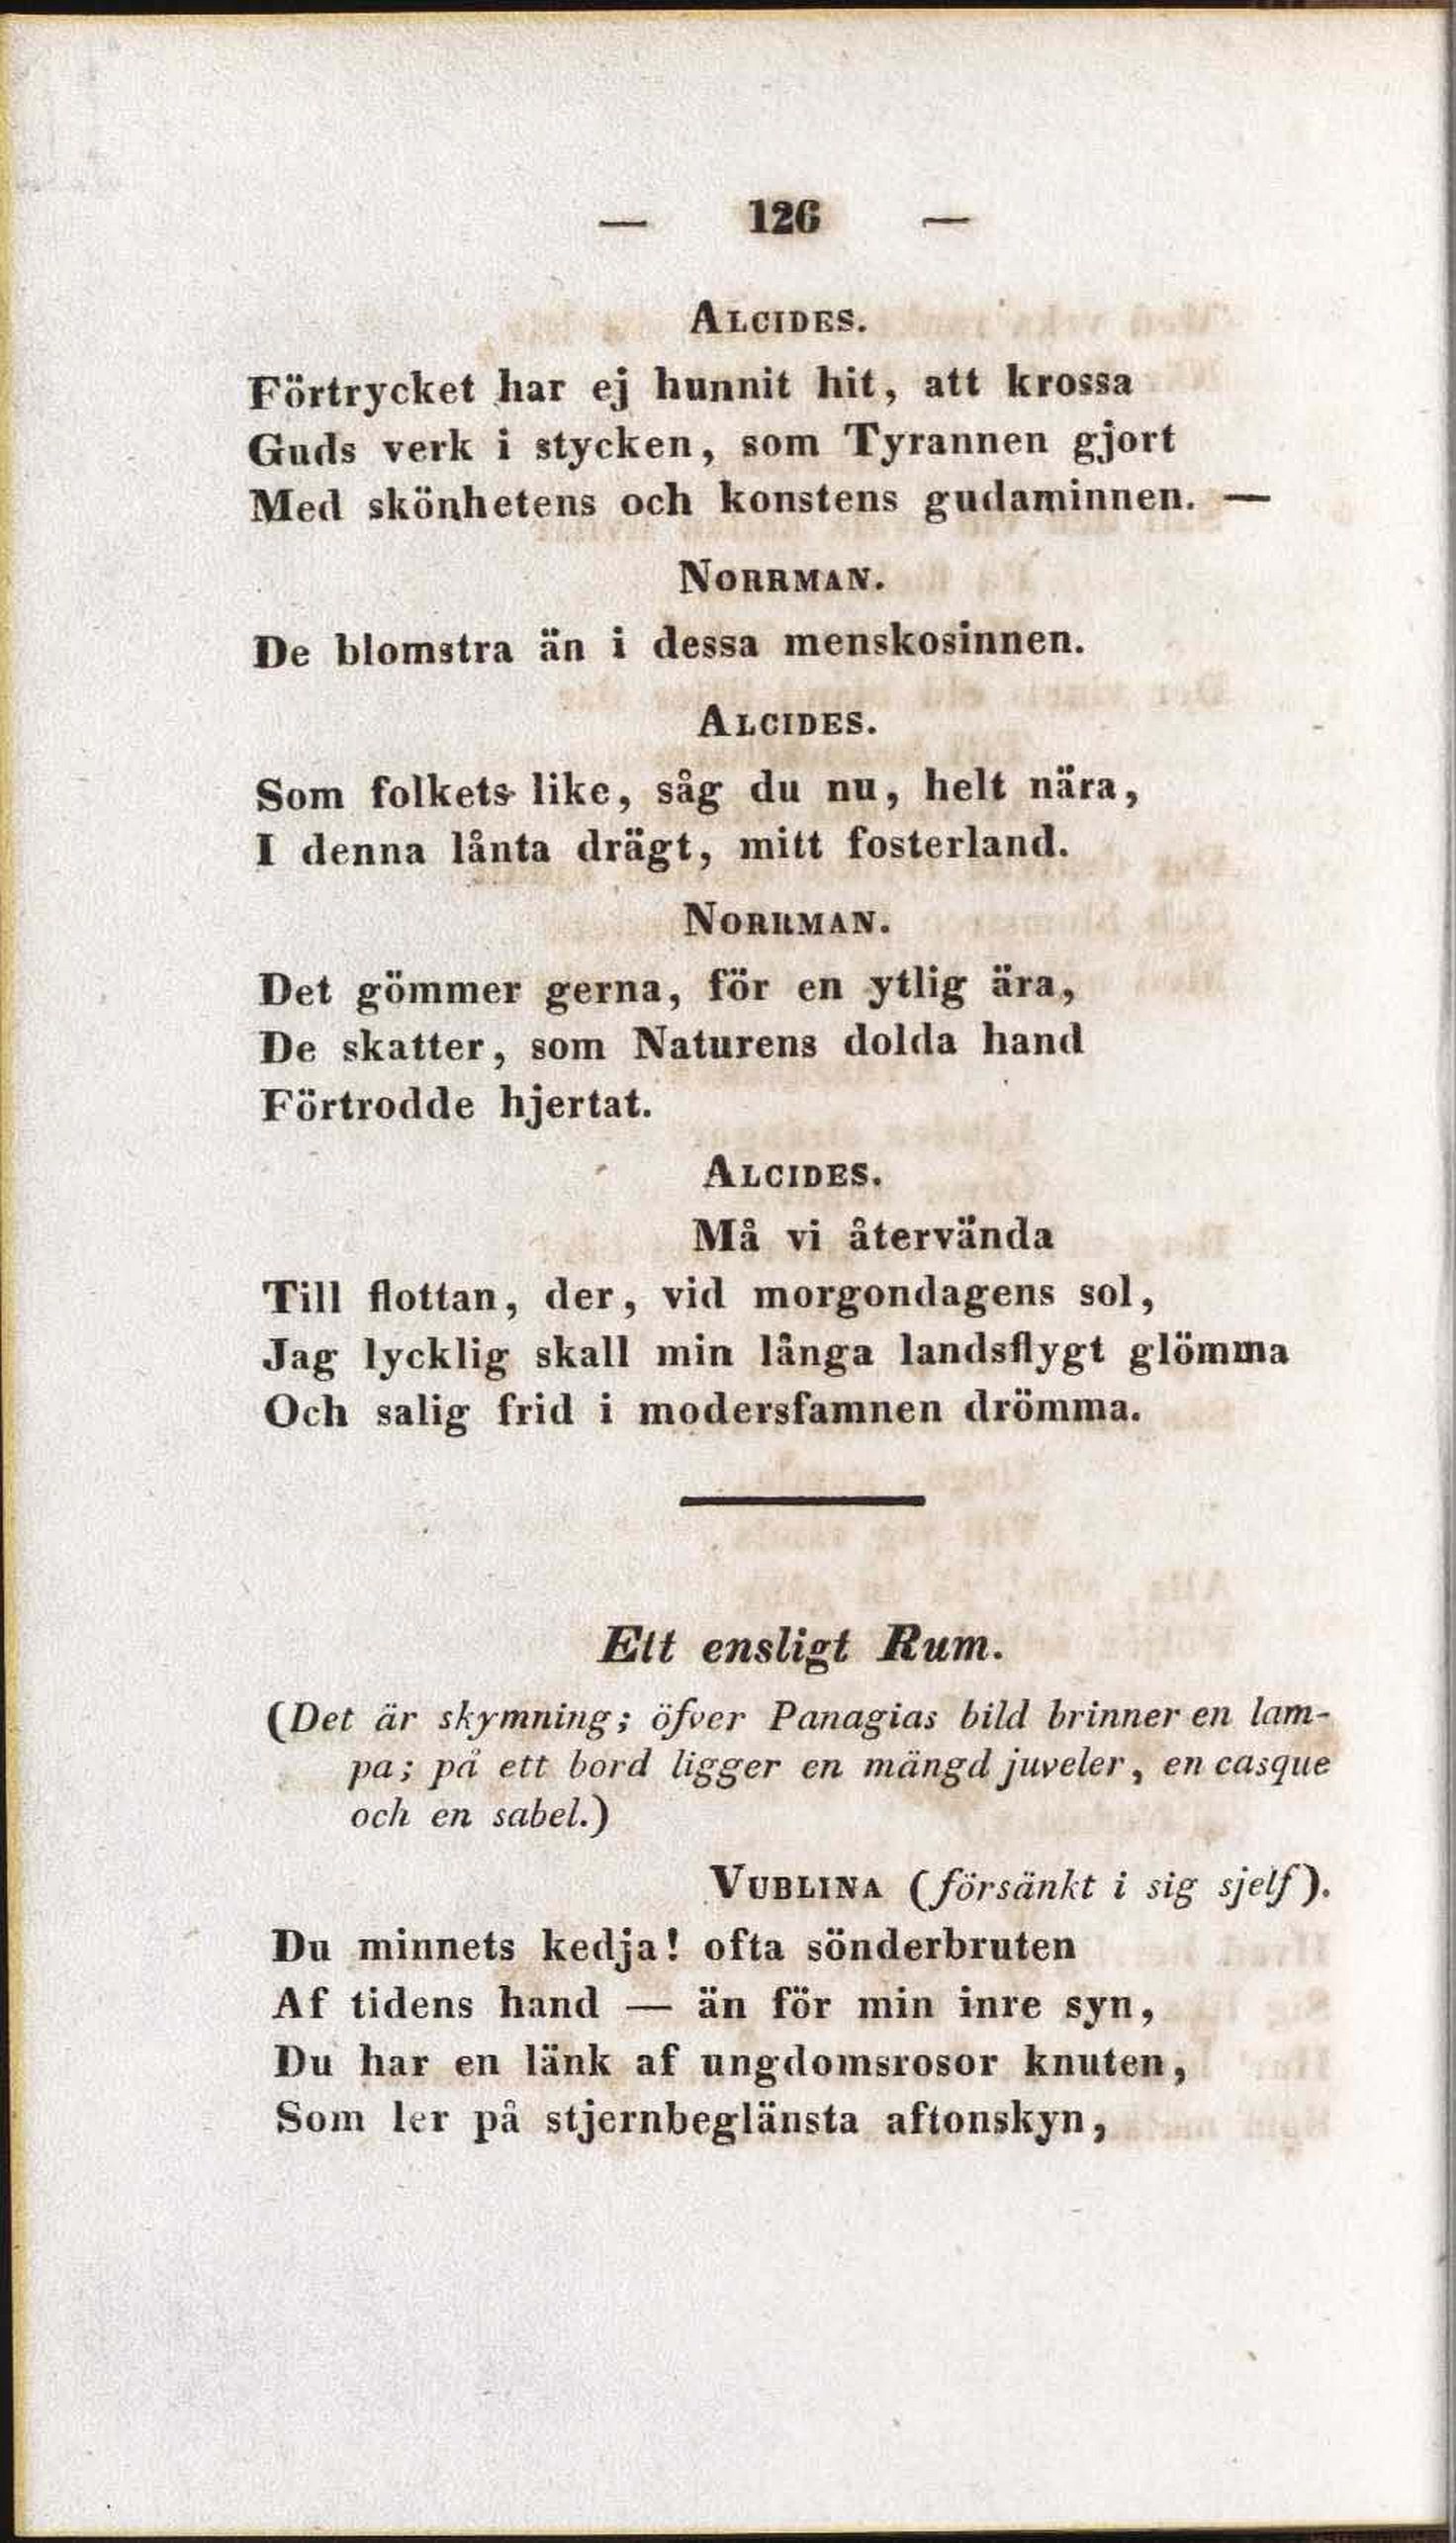 — 126 —
ALCIDES.
Förtrycket har ej hunnit hit, att krossa
Guds verk i stycken, som Tyrannen gjort
Med skönhetens och konstens gudaminnen. —
NORRMAN.
De blomstra än i dessa menskosinnen.
ALCIDES.
Som folkets like, såg du nu, helt nära,
I denna lånta drägt, mitt fosterland.
NORRMAN.
Det gömmer gerna, för en ytlig ära,
De skatter, som Naturens dolda hand
Förtrodde hjertat.
ALCIDES.
Må vi återvända
Till flottan, der, vid morgondagens sol,
Jag lycklig skall min långa landsflygt glömma
Och salig frid i modersfamnen drömma.
Ett ensligt Rum.
(Det är skymning; öfver Panagias bild brinner en lam-
pa; på ett bord ligger en mängd juveler, en casque
och en sabel.)
VUBLINA (försänkt i sig sjelf).
Du minnets kedja! ofta sönderbruten
Af tidens hand — än för min inre syn,
Du har en länk af ungdomsrosor knuten,
Som ler på stjernbeglänsta aftonskyn,